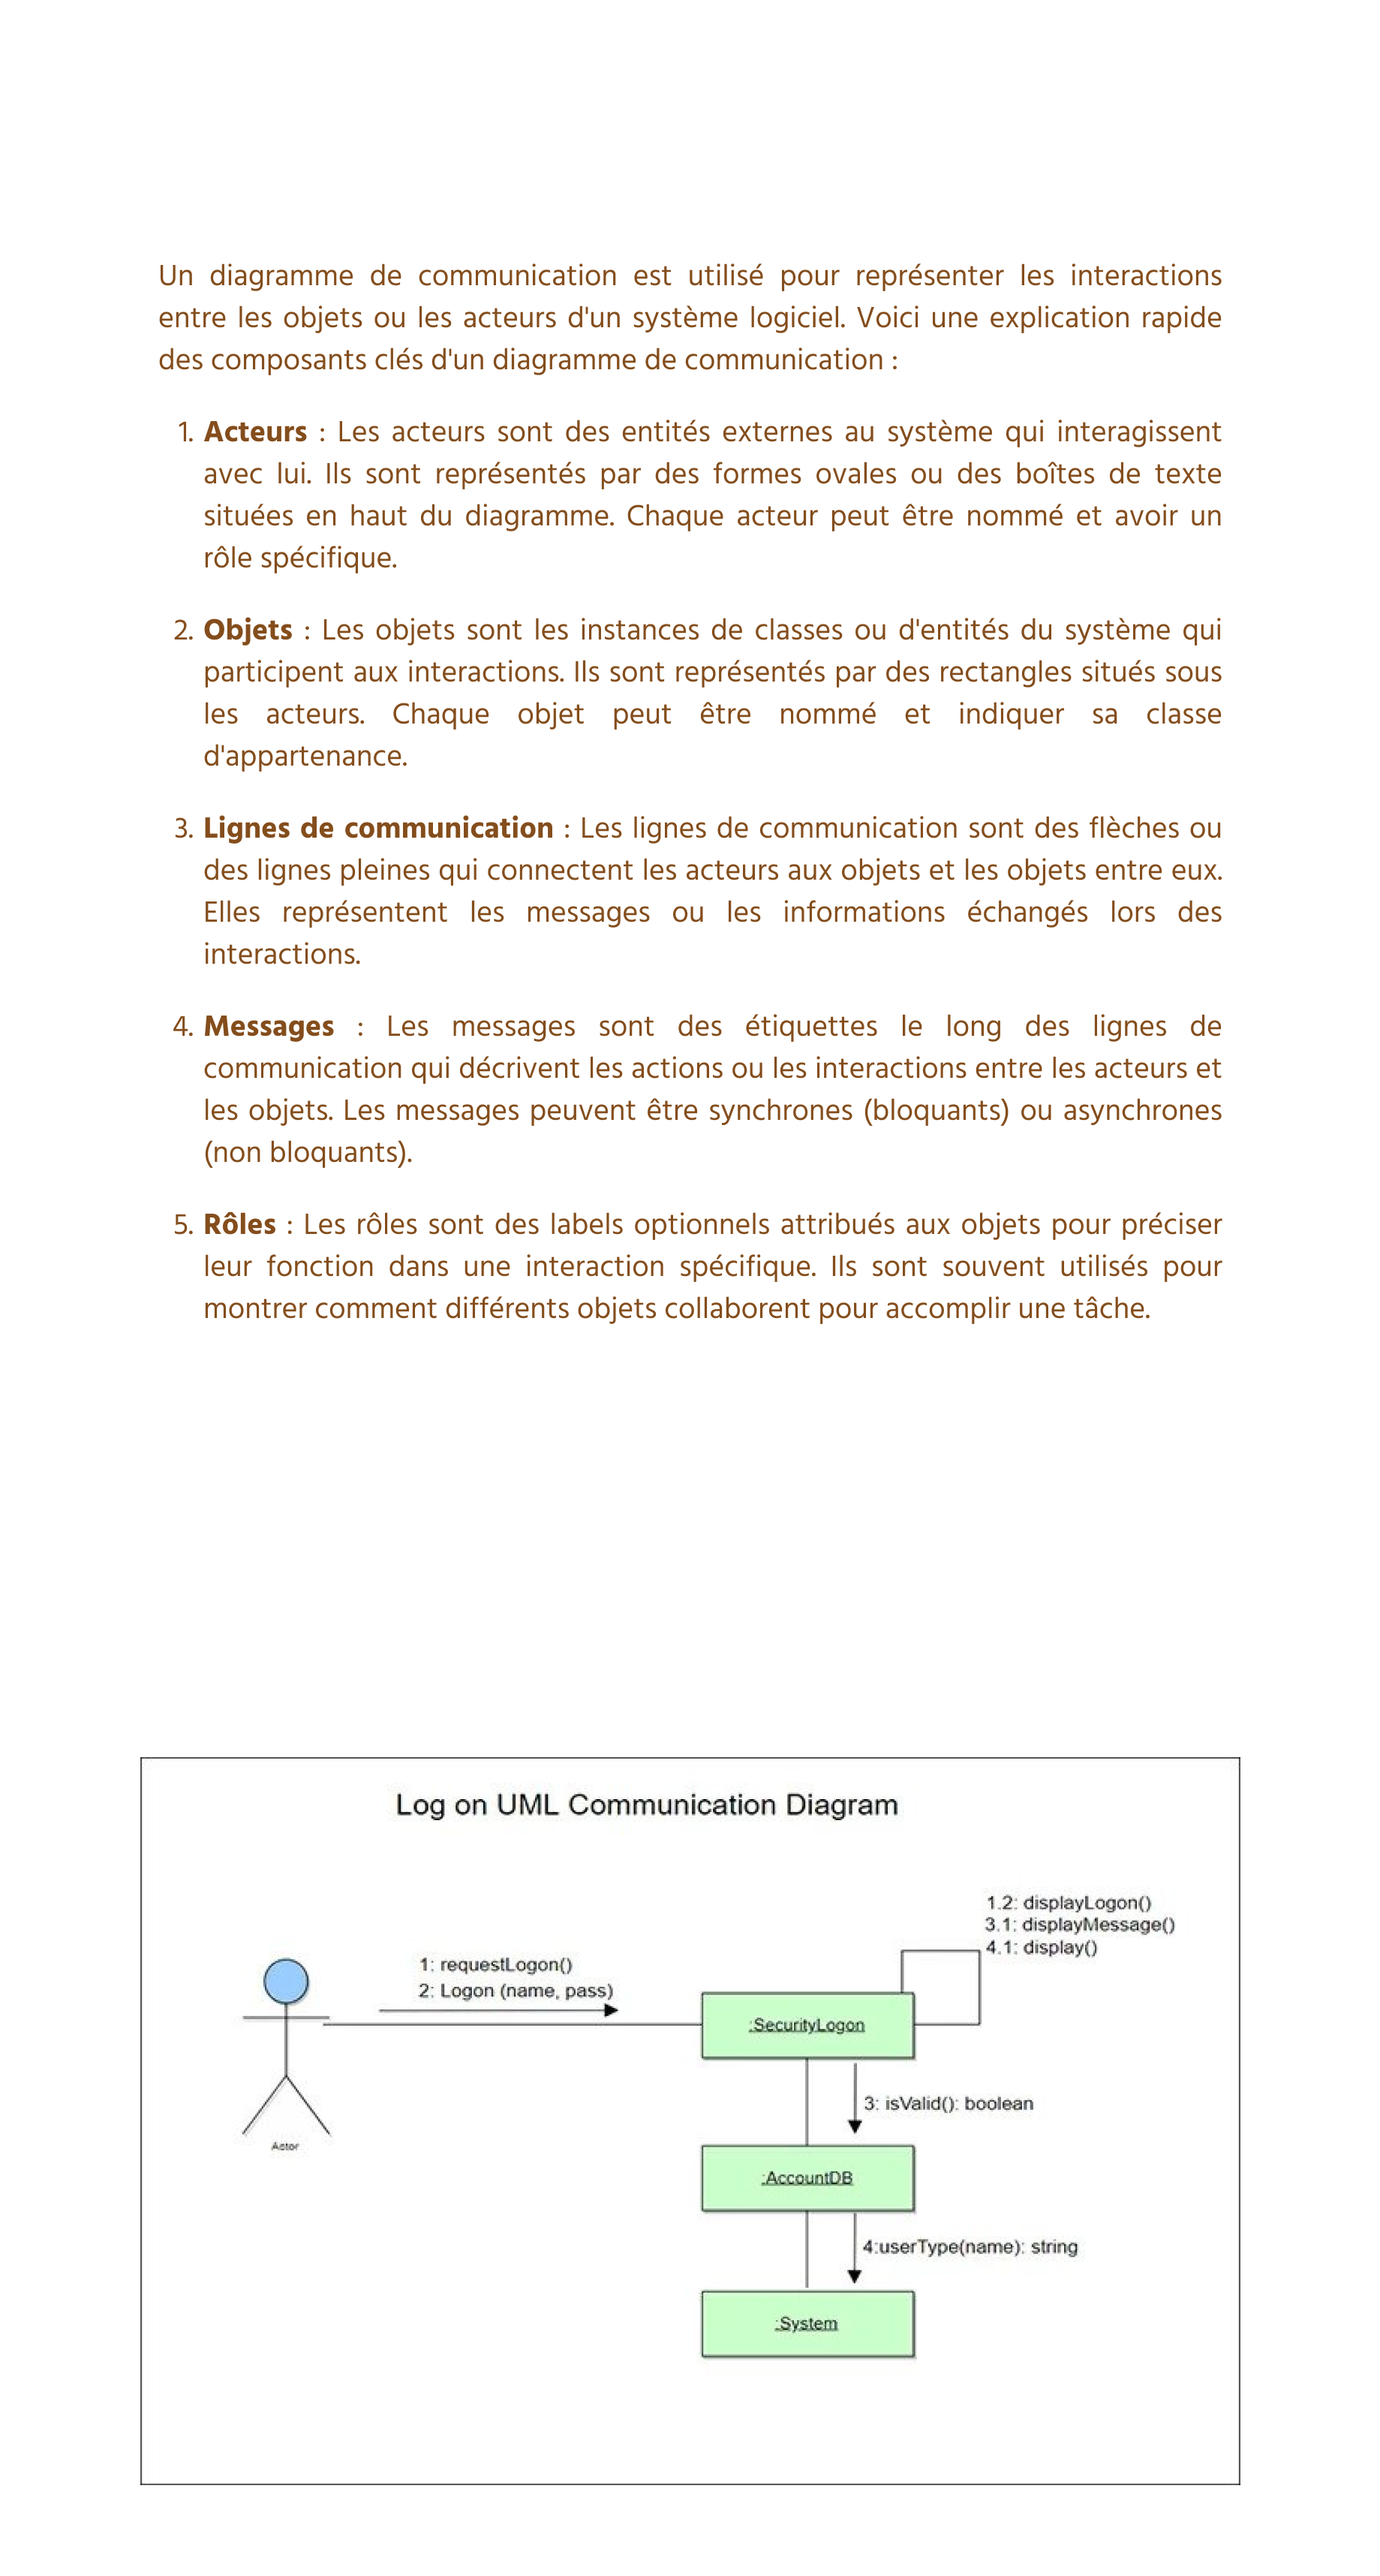 Un diagramme de communication est utilisé pour représenter les interactions
entre les objets ou les acteurs d'un système logiciel. Voici une explication rapide
des composants clés d'un diagramme de communication :
1. Acteurs : Les acteurs sont des entités externes au système qui interagissent
avec lui. Ils sont représentés par des formes ovales ou des boîtes de texte
situées en haut du diagramme. Chaque acteur peut être nommé et avoir un
rôle spécifique.
2. Objets : Les objets sont les instances de classes ou d'entités du système qui
participent aux interactions. Ils sont représentés par des rectangles situés sous
les acteurs. Chaque objet peut être nommé et indiquer sa classe
d'appartenance.
3. Lignes de communication : Les lignes de communication sont des flèches ou
des lignes pleines qui connectent les acteurs aux objets et les objets entre eux.
Elles représentent les messages ou les informations échangés lors des
interactions.
4. Messages : Les messages sont des étiquettes le long des lignes de
communication qui décrivent les actions ou les interactions entre les acteurs et
les objets. Les messages peuvent être synchrones (bloquants) ou asynchrones
(non bloquants).
5. Rôles : Les rôles sont des labels optionnels attribués aux objets pour préciser
leur fonction dans une interaction spécifique. Ils sont souvent utilisés pour
montrer comment différents objets collaborent pour accomplir une tâche.
Log on UML Communication Diagram
1.2: displayLogon()
3.1: displayMessage()
4.1: display()
1: requestLogon()
2: Logon (name, pass)
:SecurityLogon
3: isValid(): boolean
Actor
:AccountDB
4:userType(name): string
:System